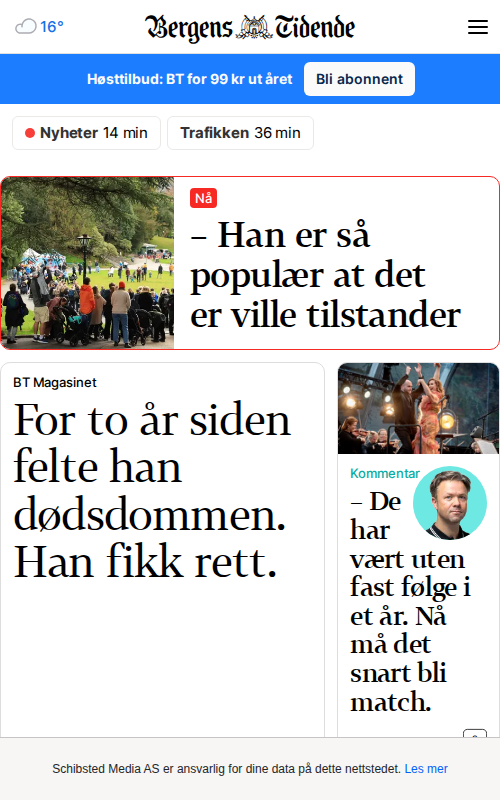 16°
Bergens Tidende
Høsttilbud: BT for 99 kr ut året
Bli abonnent
Nyheter 14 min
Trafikken 36 min
Nå
– Han er så
populær at det
er ville tilstander
BT Magasinet
For to år siden
felte han
dødsdommen.
Han fikk rett.
Kommentar
– De
har
vært uten
fast følge i
et år. Nå
må det
snart bli
match.
Schibsted Media AS er ansvarlig for dine data på dette nettstedet. Les mer